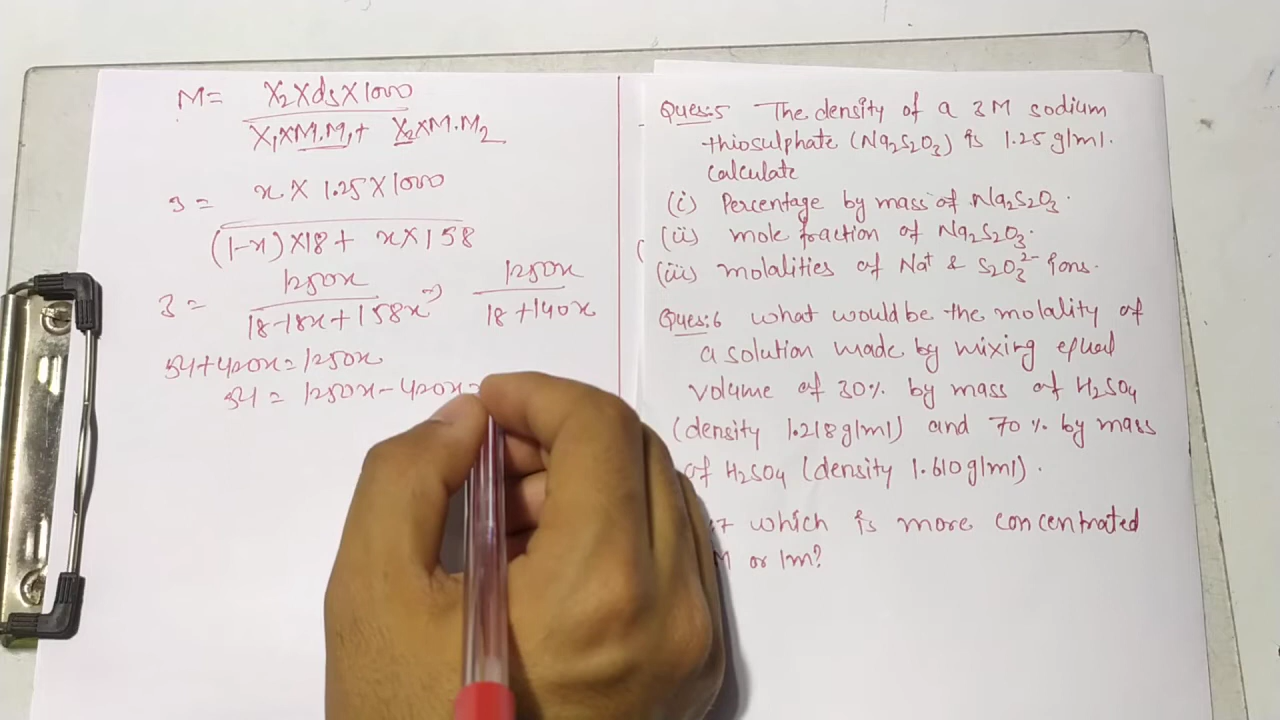 M= X2 X ds X 1000
X1 X M.M1 + X2 X M.M2
3 = x X 1.25 X 1000
(1-x) X 18 + x X 158
3 = 1250x
18-18x+158x ⇒ 1250x
18 + 140x
54+420x=1250x
54 = 1250x - 420x=
Ques:5 The density of a 3M sodium
thiosulphate (Na2S2O3) is 1.25 g/ml.
calculate
(i) Percentage by mass of Na2S2O3.
(ii) mole fraction of Na2S2O3.
(iii) molalities of Na+ & S2O3^2- ions.
Ques:6 what would be the molality of
a solution made by mixing equal
volume of 30% by mass of H2SO4
(density 1.218 g/ml) and 70% by mass
of H2SO4 (density 1.610 g/ml).
:7 which is more concentrated
M or 1m?